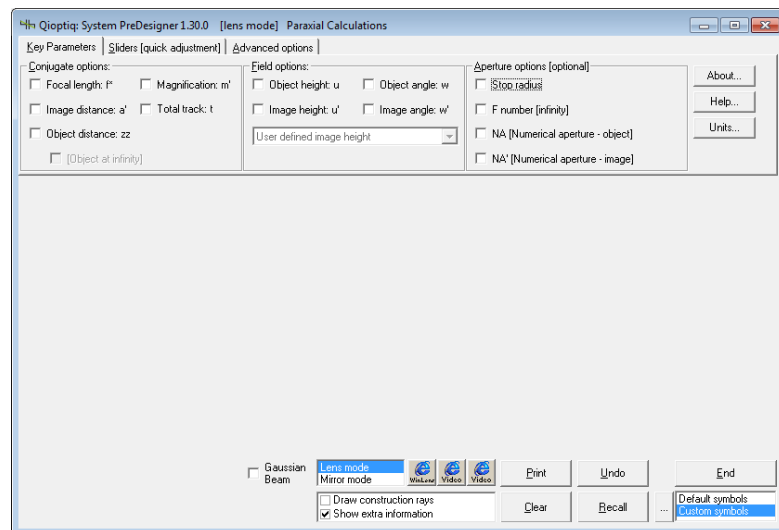 Qioptiq: System PreDesigner 1.30.0 [lens mode] Paraxial Calculations
Key Parameters Sliders [quick adjustment] Advanced options
Conjugate options:
Focal length: f' Magnification: m'
Image distance: a' Total track: t
Object distance: zz
[Object at infinity]
Field options:
Object height: u Object angle: w
Image height: u' Image angle: w'
User defined image height
Aperture options [optional]
Stop radius
F number [infinity]
NA [Numerical aperture - object]
NA' [Numerical aperture - image]
About...
Help...
Units...
Gaussian
Beam
Lens mode
Mirror mode
WinLens Video Video
Print Undo End
Draw construction rays
Show extra information
Clear Recall ...
Default symbols
Custom symbols